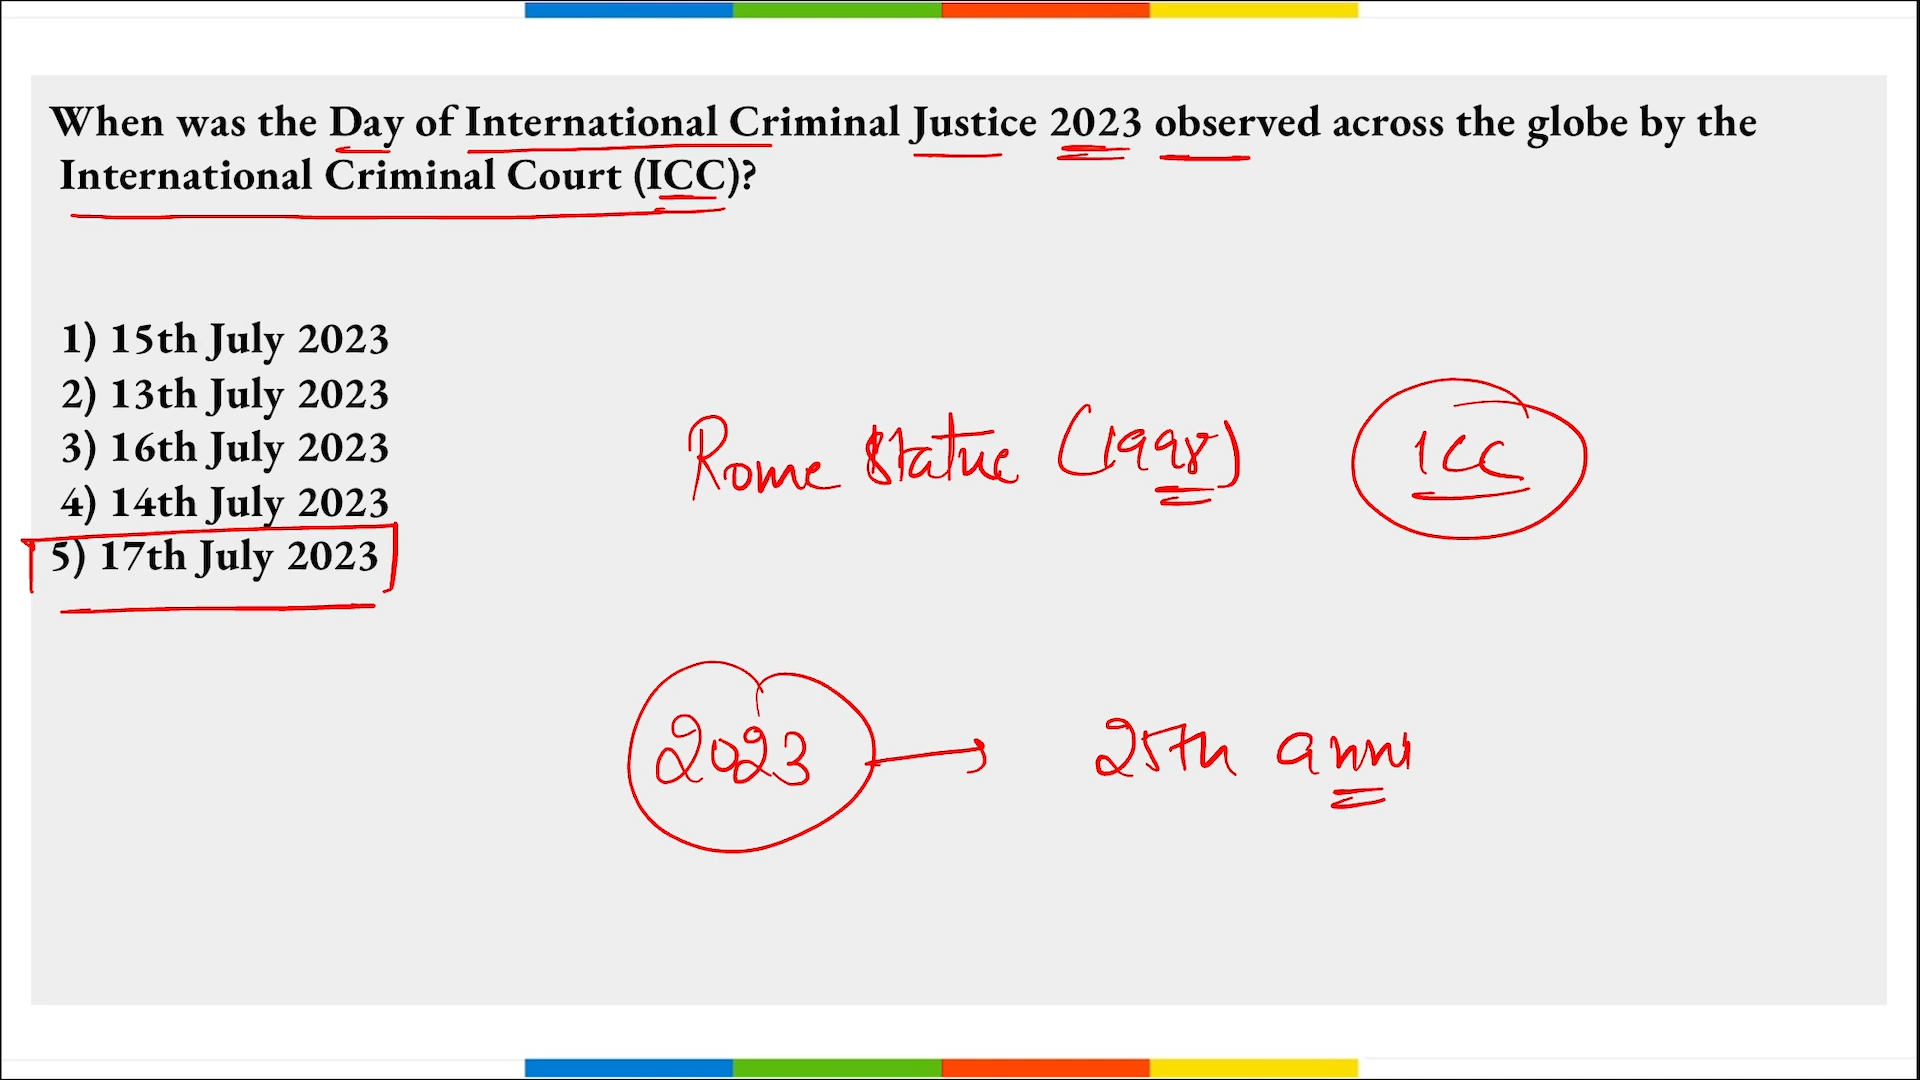 When was the Day of International Criminal Justice 2023 observed across the globe by the
International Criminal Court (ICC)?
1) 15th July 2023
2) 13th July 2023
3) 16th July 2023
4) 14th July 2023
5) 17th July 2023
Rome Statue (1998) ICC
2023 → 25th anni